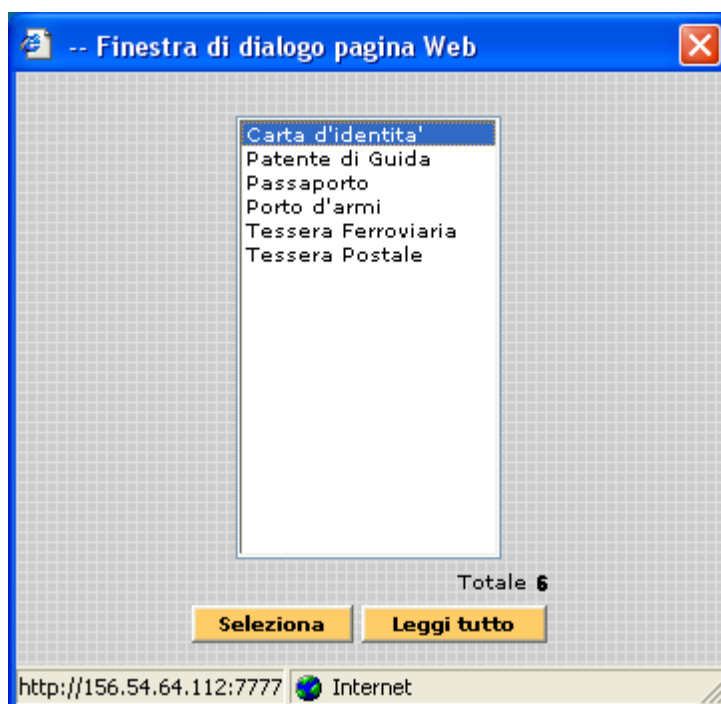 -- Finestra di dialogo pagina Web
Carta d'identita'
Patente di Guida
Passaporto
Porto d'armi
Tessera Ferroviaria
Tessera Postale
Totale 6
Seleziona Leggi tutto
http://156.54.64.112:7777 Internet